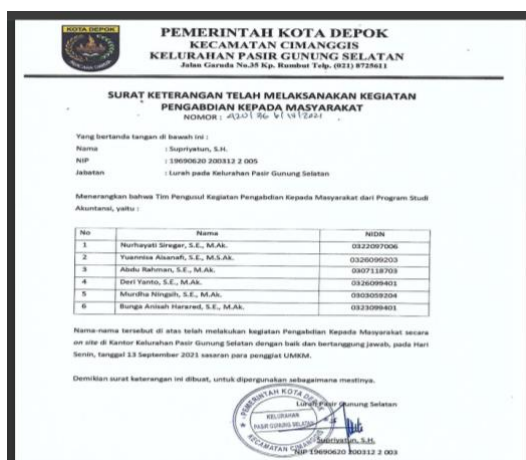 KOTA DEPOK
PEMERINTAH KOTA DEPOK
KECAMATAN CIMANGGIS
KELURAHAN PASIR GUNUNG SELATAN
Jalan Garuda No.35 Kp. Rumbut Telp. (021) 8725611
SURAT KETERANGAN TELAH MELAKSANAKAN KEGIATAN
PENGABDIAN KEPADA MASYARAKAT
NOMOR :
Yang bertanda tangan di bawah ini :
Nama : Supriyatun, S.H.
NIP : 19690620 200312 2 005
Jabatan : Lurah pada Kelurahan Pasir Gunung Selatan
Menerangkan bahwa Tim Pengusul Kegiatan Pengabdian Kepada Masyarakat dari Program Studi
Akuntansi, yaitu :
No Nama NIDN
1 Nurhayati Siregar, S.E., M.Ak. 0322097006
2 Yuannisa Aisanafi, S.E., M.S.Ak. 0326099203
3 Abdu Rahman, S.E., M.Ak. 0307118703
4 Deri Yanto, S.E., M.Ak. 0326099401
5 Murdha Ningsih, S.E., M.Ak. 0303059204
6 Bunga Anisah Harared, S.E., M.Ak. 0323099401
Nama-nama tersebut di atas telah melakukan kegiatan Pengabdian Kepada Masyarakat secara
on site di Kantor Kelurahan Pasir Gunung Selatan dengan baik dan bertanggung jawab, pada Hari
Senin, tanggal 13 September 2021 sasaran para penggiat UMKM.
Demikian surat keterangan ini dibuat, untuk dipergunakan sebagaimana mestinya.
Lurah Pasir Gunung Selatan
PEMERINTAH KOTA DEPOK
KELURAHAN
PASIR GUNUNG SELATAN
KECAMATAN CIMANGGIS
Supriyatun, S.H.
NIP 19690620 200312 2 003